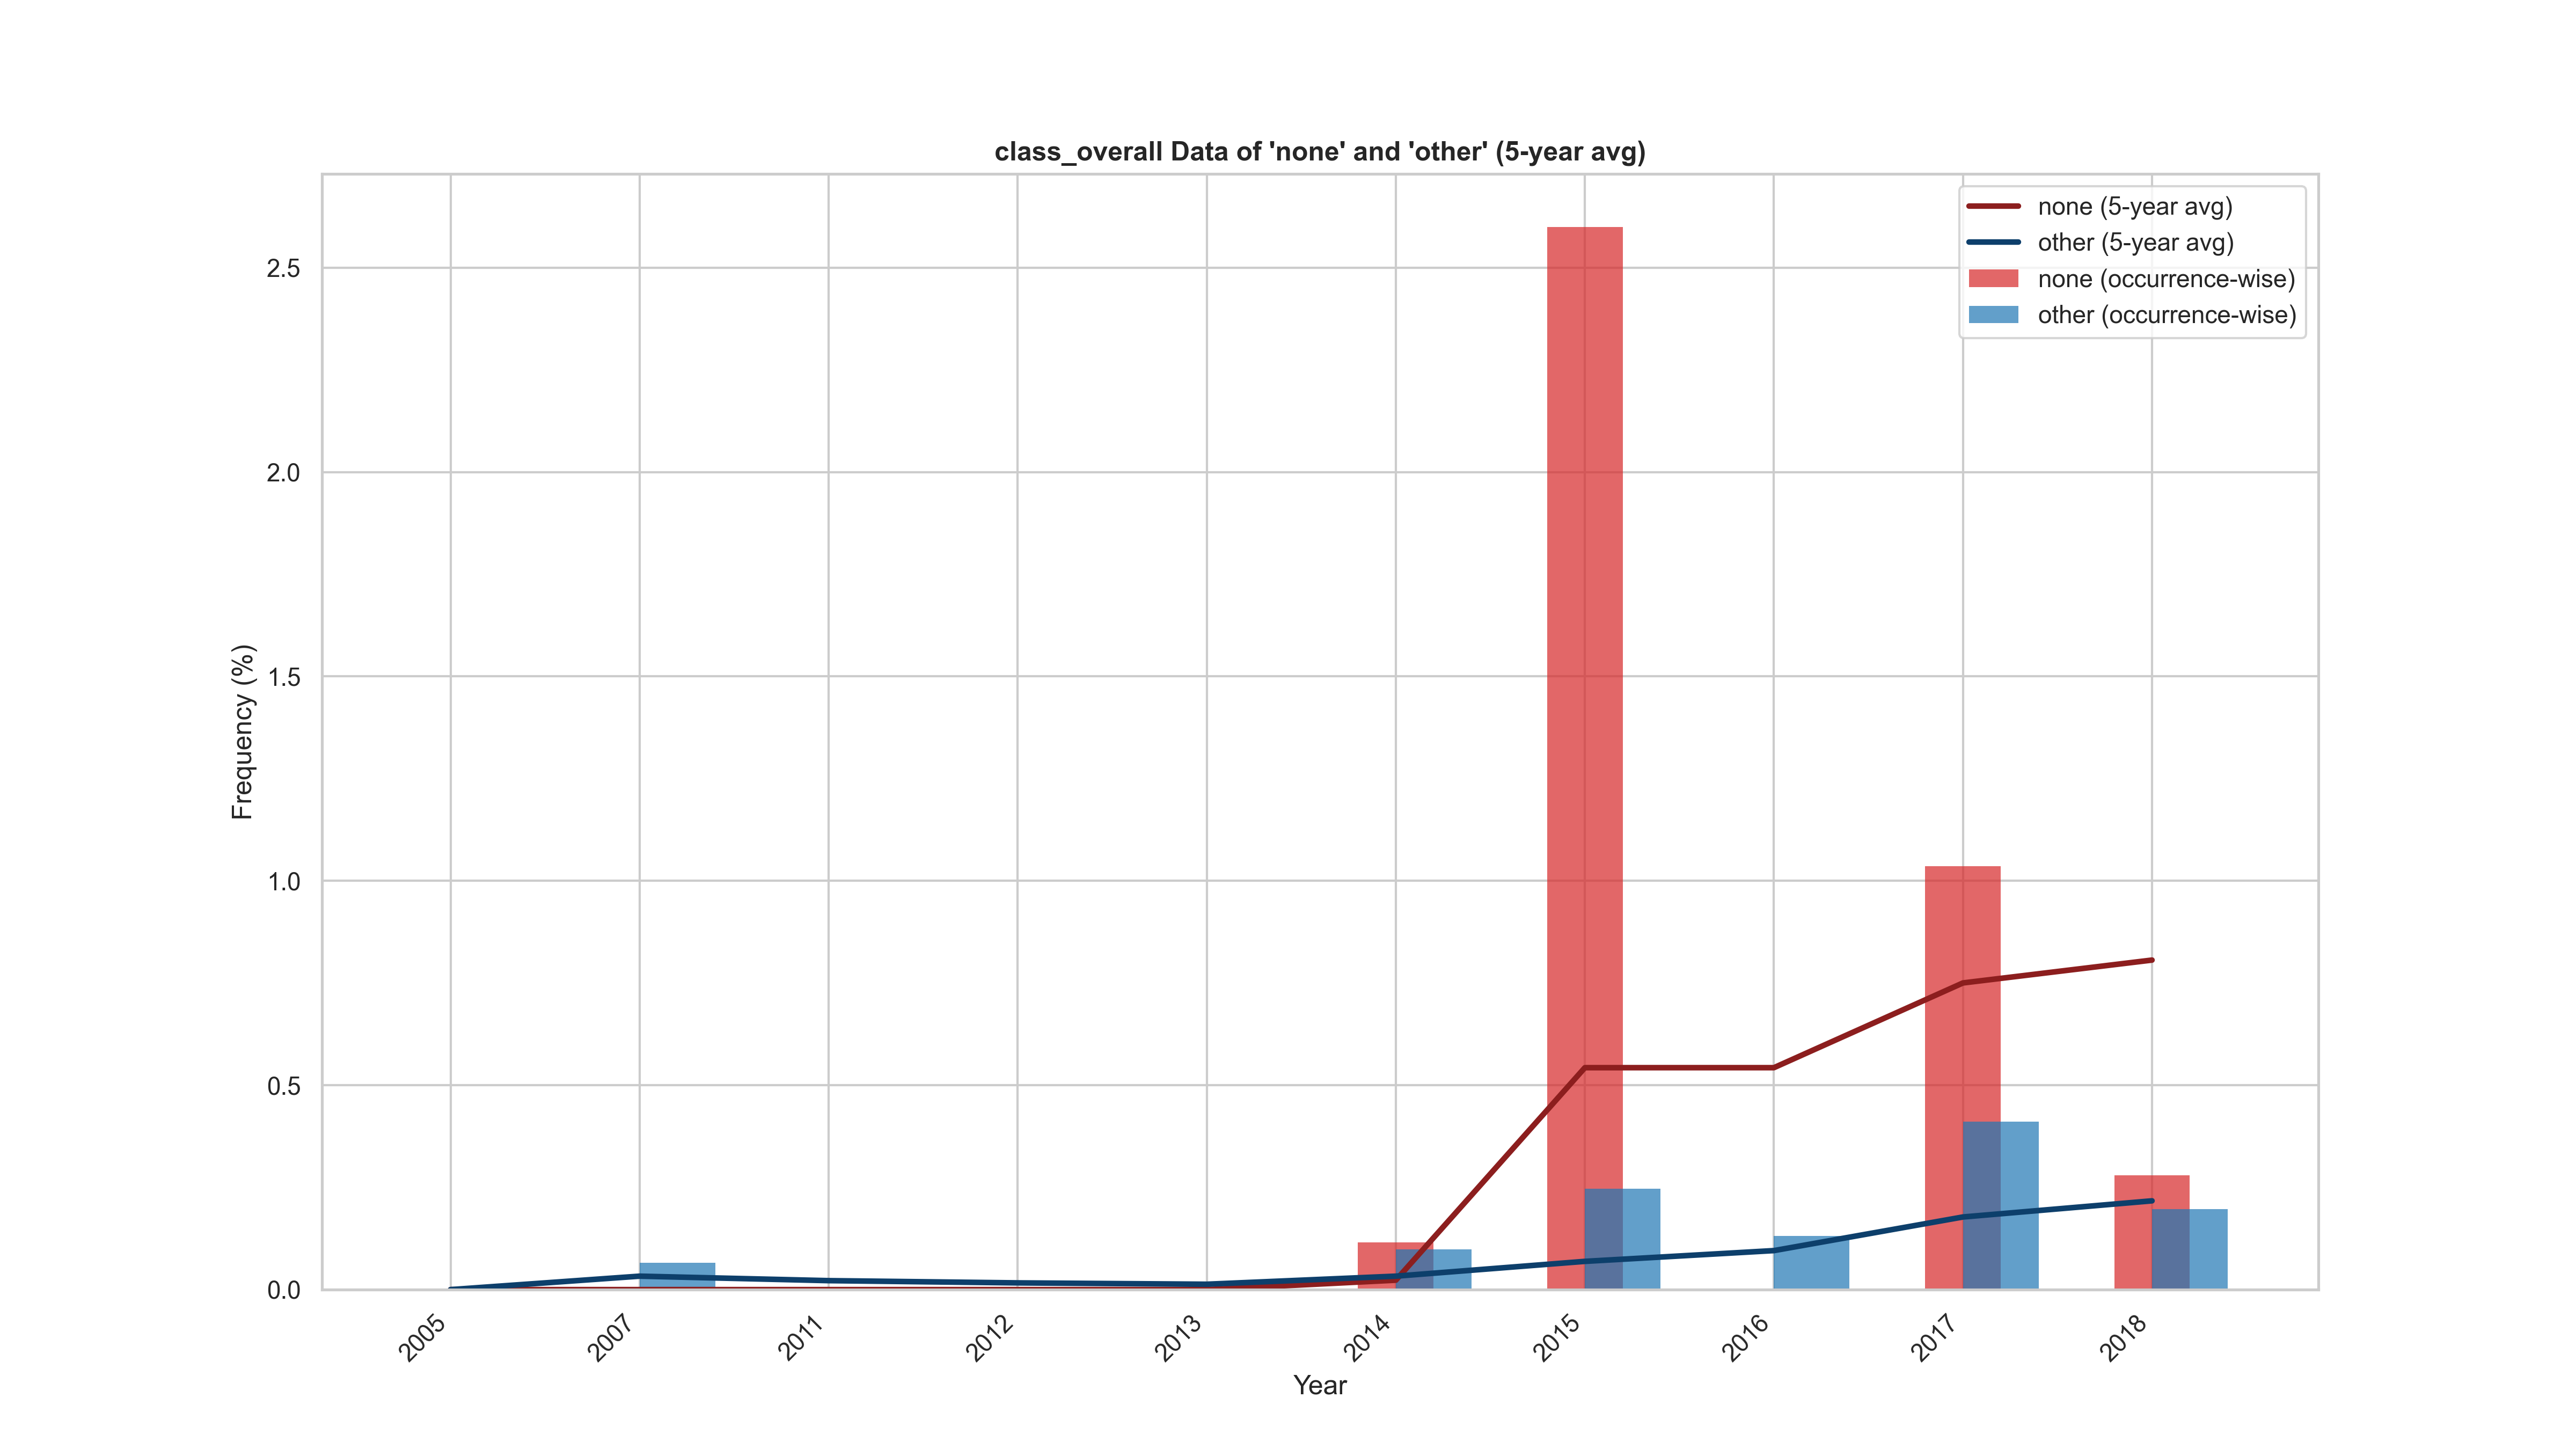 class_overall Data of 'none' and 'other' (5-year avg)
none (5-year avg)
other (5-year avg)
none (occurrence-wise)
other (occurrence-wise)
Frequency (%)
2.5
2.0
1.5
1.0
0.5
0.0
2005
2007
2011
2012
2013
2014
2015
2016
2017
2018
Year